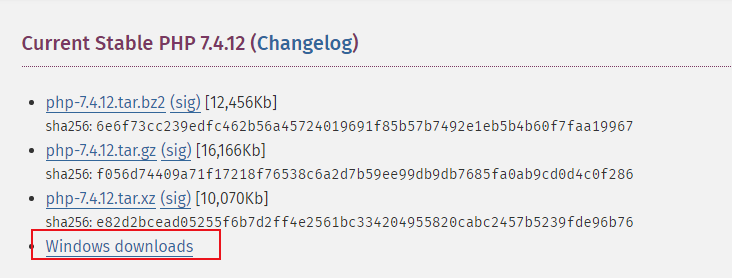 Current Stable PHP 7.4.12 (Changelog)
php-7.4.12.tar.bz2 (sig) [12,456Kb]
sha256: 6e6f73cc239edfc462b56a45724019691f85b57b7492e1eb5b4b60f7faa19967
php-7.4.12.tar.gz (sig) [16,166Kb]
sha256: f056d74409a71f17218f76538c6a2d7b59ee99db9db7685fa0ab9cd0d4c0f286
php-7.4.12.tar.xz (sig) [10,070Kb]
sha256: e82d2bcead05255f6b7d2ff4e2561bc334204955820cabc2457b5239fde96b76
Windows downloads